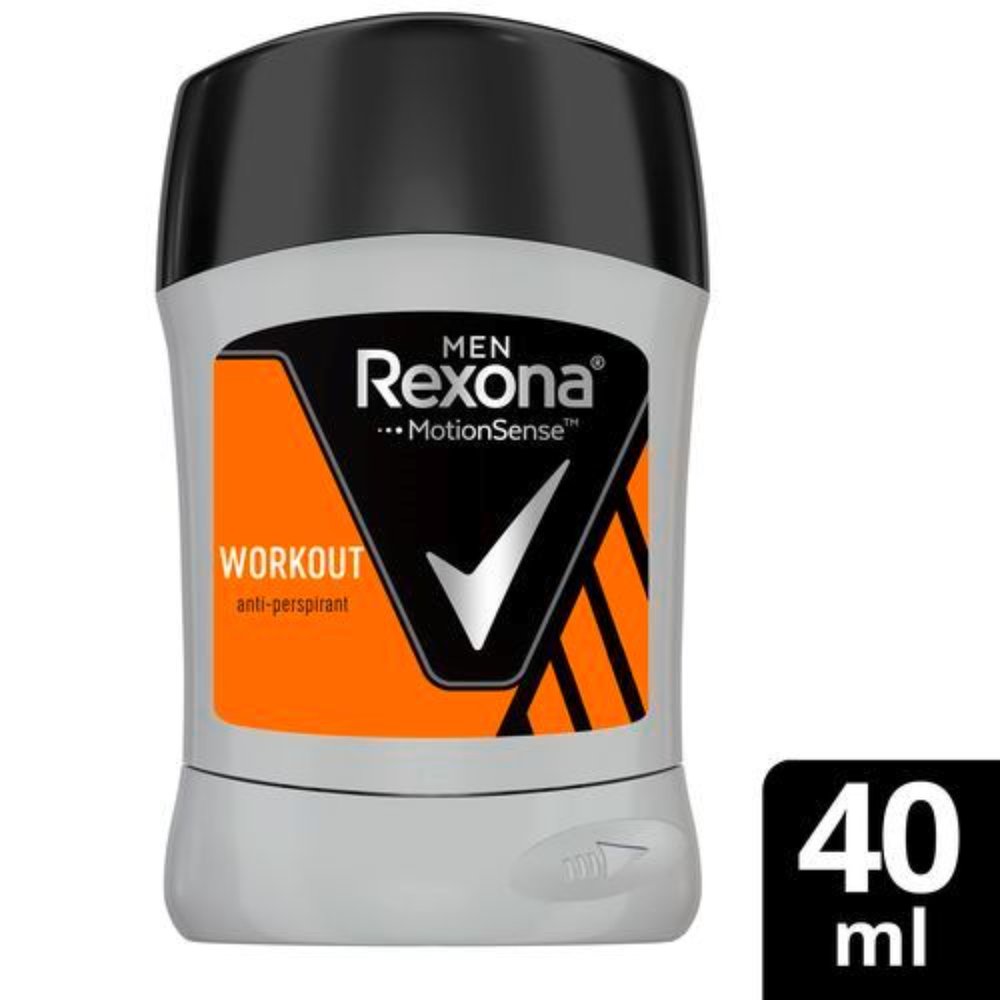 MEN
Rexona®
MotionSense™
WORKOUT
anti-perspirant
40
ml